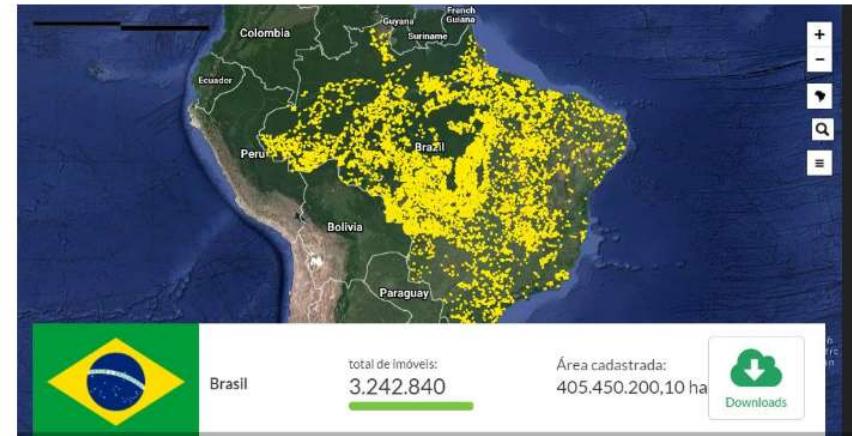 French
Guyana
Guiana
Colombia
Suriname
Ecuador
Brazil
Peru
Bolivia
Paraguay
+
−
Brasil
total de imóveis:
3.242.840
Área cadastrada:
405.450.200,10 ha
Downloads